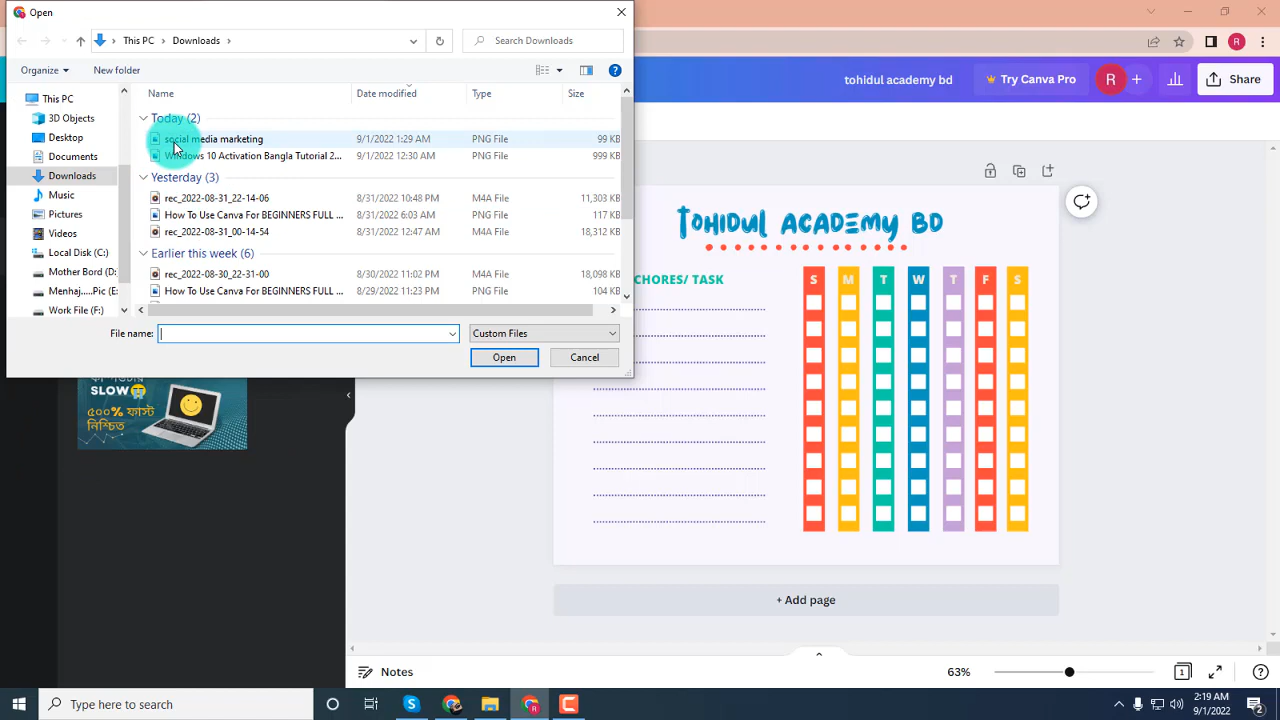 Open
This PC
Downloads
Search Downloads
Organize
New folder
Name
Date modified
Type
Size
This PC
3D Objects
Desktop
Documents
Downloads
Music
Pictures
Videos
Local Disk (C:)
Mother Bord (D:
Menhaj....Pic (E:
Work File (F:)
Today (2)
social media marketing 9/1/2022 1:29 AM PNG File 99 KB
Windows 10 Activation Bangla Tutorial 2... 9/1/2022 12:30 AM PNG File 999 KB
Yesterday (3)
rec_2022-08-31_22-14-06 8/31/2022 10:48 PM M4A File 11,303 KB
How To Use Canva For BEGINNERS FULL ... 8/31/2022 6:03 AM PNG File 117 KB
rec_2022-08-31_00-14-54 8/31/2022 12:47 AM M4A File 18,312 KB
Earlier this week (6)
rec_2022-08-30_22-31-00 8/30/2022 11:02 PM M4A File 18,098 KB
How To Use Canva For BEGINNERS FULL ... 8/29/2022 11:23 PM PNG File 104 KB
File name:
Custom Files
Open
Cancel
R
tohidul academy bd
Try Canva Pro
R
Share
TOHIDUL ACADEMY BD
CHORES/ TASK
S M T W T F S
SLOW
৫০০% ফাস্ট
নিশ্চিত
+ Add page
Notes
63%
1
Type here to search
R
2:19 AM
9/1/2022
2